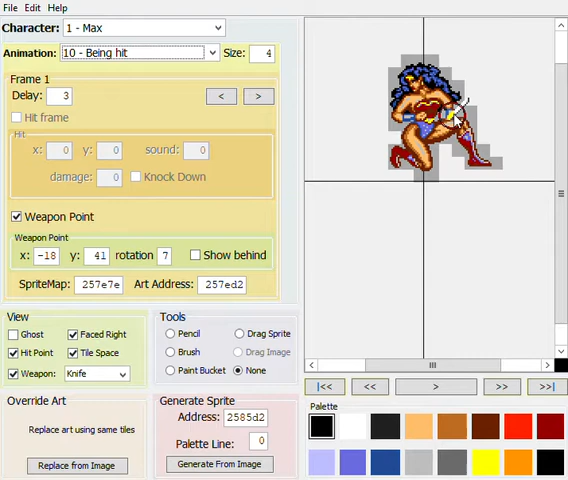 File Edit Help
Character: 1 - Max
Animation: 10 - Being hit Size: 4
Frame 1
Delay: 3 < >
Hit frame
Hit
x: 0 y: 0 sound: 0
damage: 0 Knock Down
Weapon Point
Weapon Point
x: -18 y: 41 rotation 7 Show behind
SpriteMap: 257e7e Art Address: 257ed2
View
Ghost Faced Right
Hit Point Tile Space
Weapon: Knife
Tools
Pencil Drag Sprite
Brush Drag Image
Paint Bucket None
|<< << > >> >>|
Override Art
Replace art using same tiles
Replace from Image
Generate Sprite
Address: 2585d2
Palette Line: 0
Generate From Image
Palette